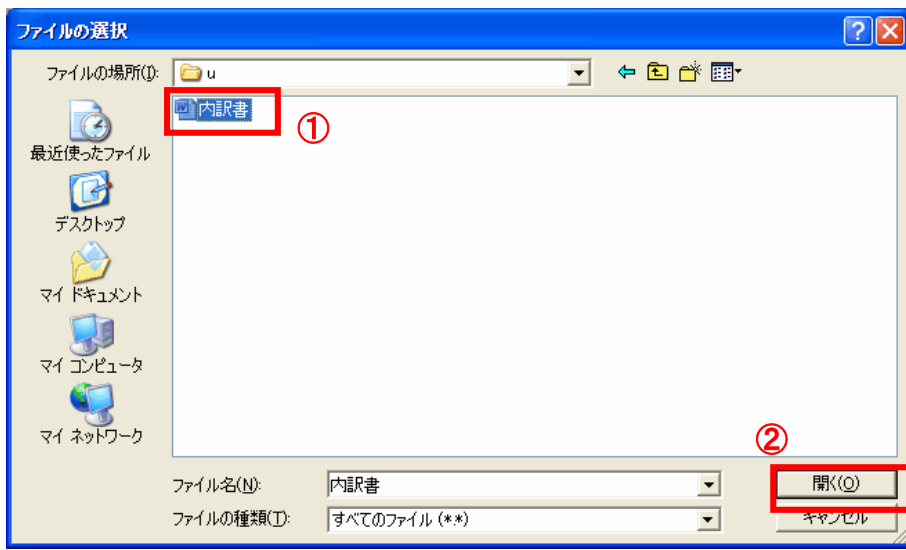 ファイルの選択
ファイルの場所(I):
u
内訳書
①
最近使ったファイル
デスクトップ
マイ ドキュメント
マイ コンピュータ
マイ ネットワーク
②
ファイル名(N):
内訳書
開く(O)
ファイルの種類(T):
すべてのファイル (*.*)
キャンセル